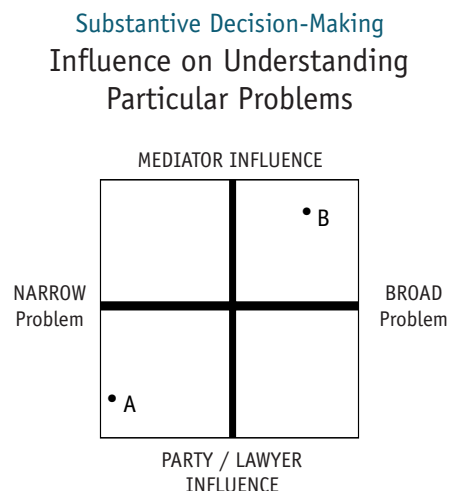 Substantive Decision-Making
Influence on Understanding
Particular Problems
MEDIATOR INFLUENCE
B
NARROW
Problem
BROAD
Problem
A
PARTY / LAWYER
INFLUENCE